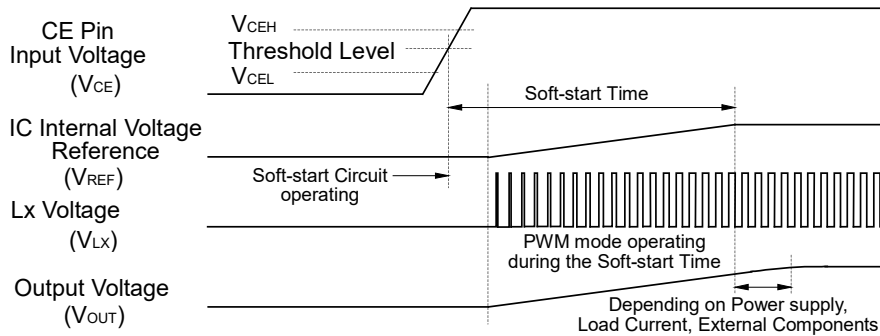 CE Pin
Input Voltage
(VCE)
VCEH
Threshold Level
VCEL
Soft-start Time
IC Internal Voltage
Reference
(VREF)
Soft-start Circuit
operating
Lx Voltage
(VLX)
PWM mode operating
during the Soft-start Time
Output Voltage
(VOUT)
Depending on Power supply,
Load Current, External Components